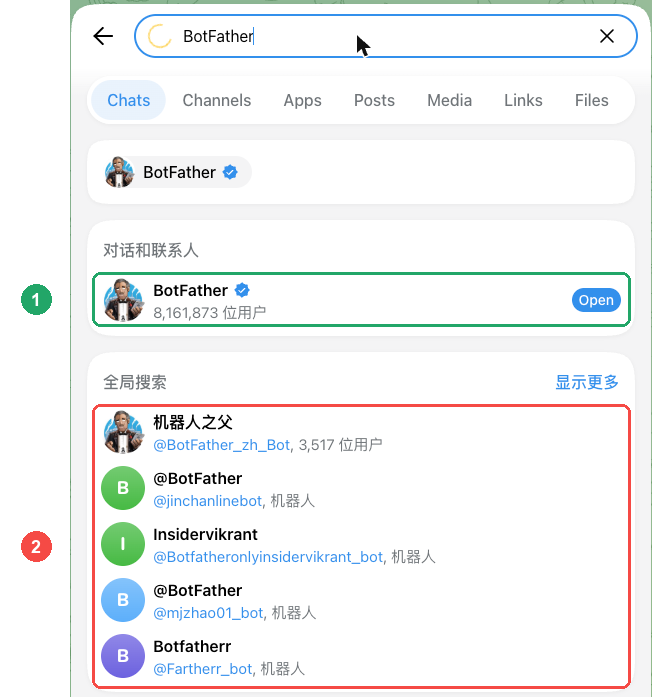 BotFather
Chats Channels Apps Posts Media Links Files
BotFather
对话和联系人
1
BotFather
Open
8,161,873 位用户
全局搜索 显示更多
机器人之父
@BotFather_zh_Bot, 3,517 位用户
B
@BotFather
@jinchanlinebot, 机器人
I
Insidervikrant
@Botfatheronlyinsidervikrant_bot, 机器人
2
B
@BotFather
@mjzhao01_bot, 机器人
B
Botfatherr
@Fartherr_bot, 机器人